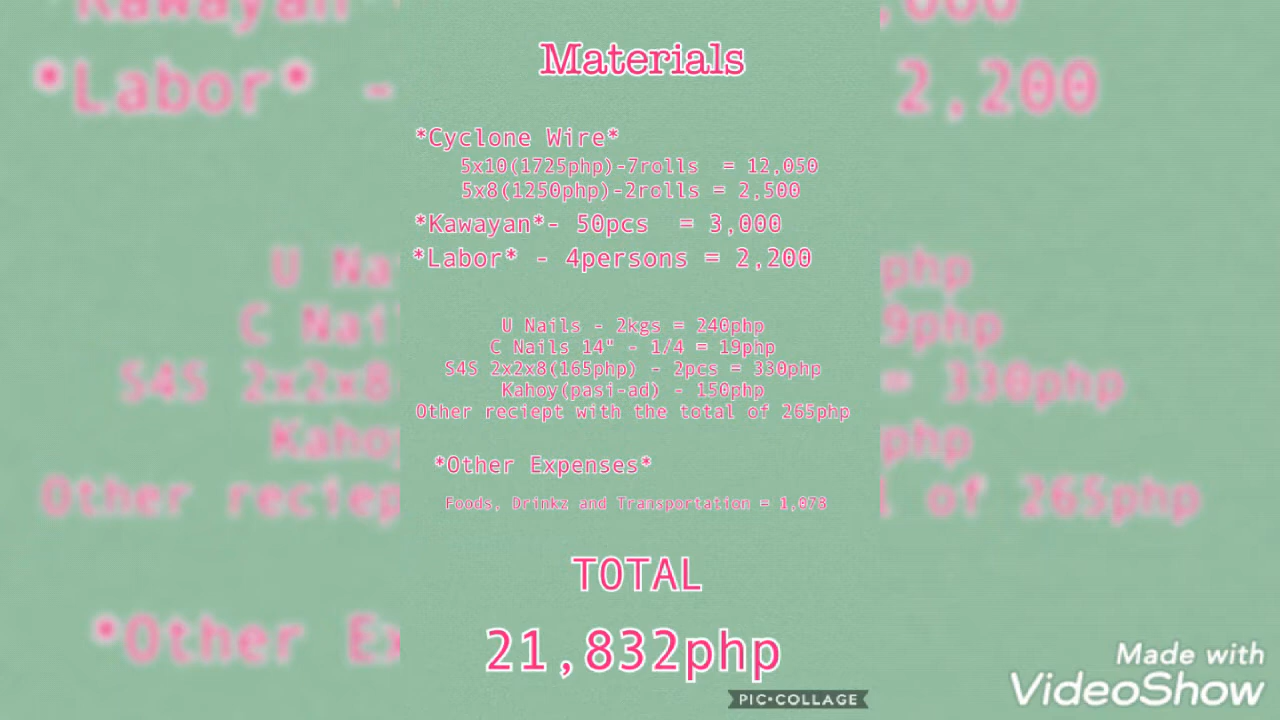 Materials
*Cyclone Wire*
5x10(1725php)-7rolls = 12,050
5x8(1250php)-2rolls = 2,500
*Kawayan*- 50pcs = 3,000
*Labor* - 4persons = 2,200
U Nails - 2kgs = 240php
C Nails 14" - 1/4 = 19php
S4S 2x2x8(165php) - 2pcs = 330php
Kahoy(pasi-ad) - 150php
Other reciept with the total of 265php
*Other Expenses*
Foods, Drinkz and Transportation = 1,078
TOTAL
21,832php
PIC•COLLAGE
Made with
VideoShow